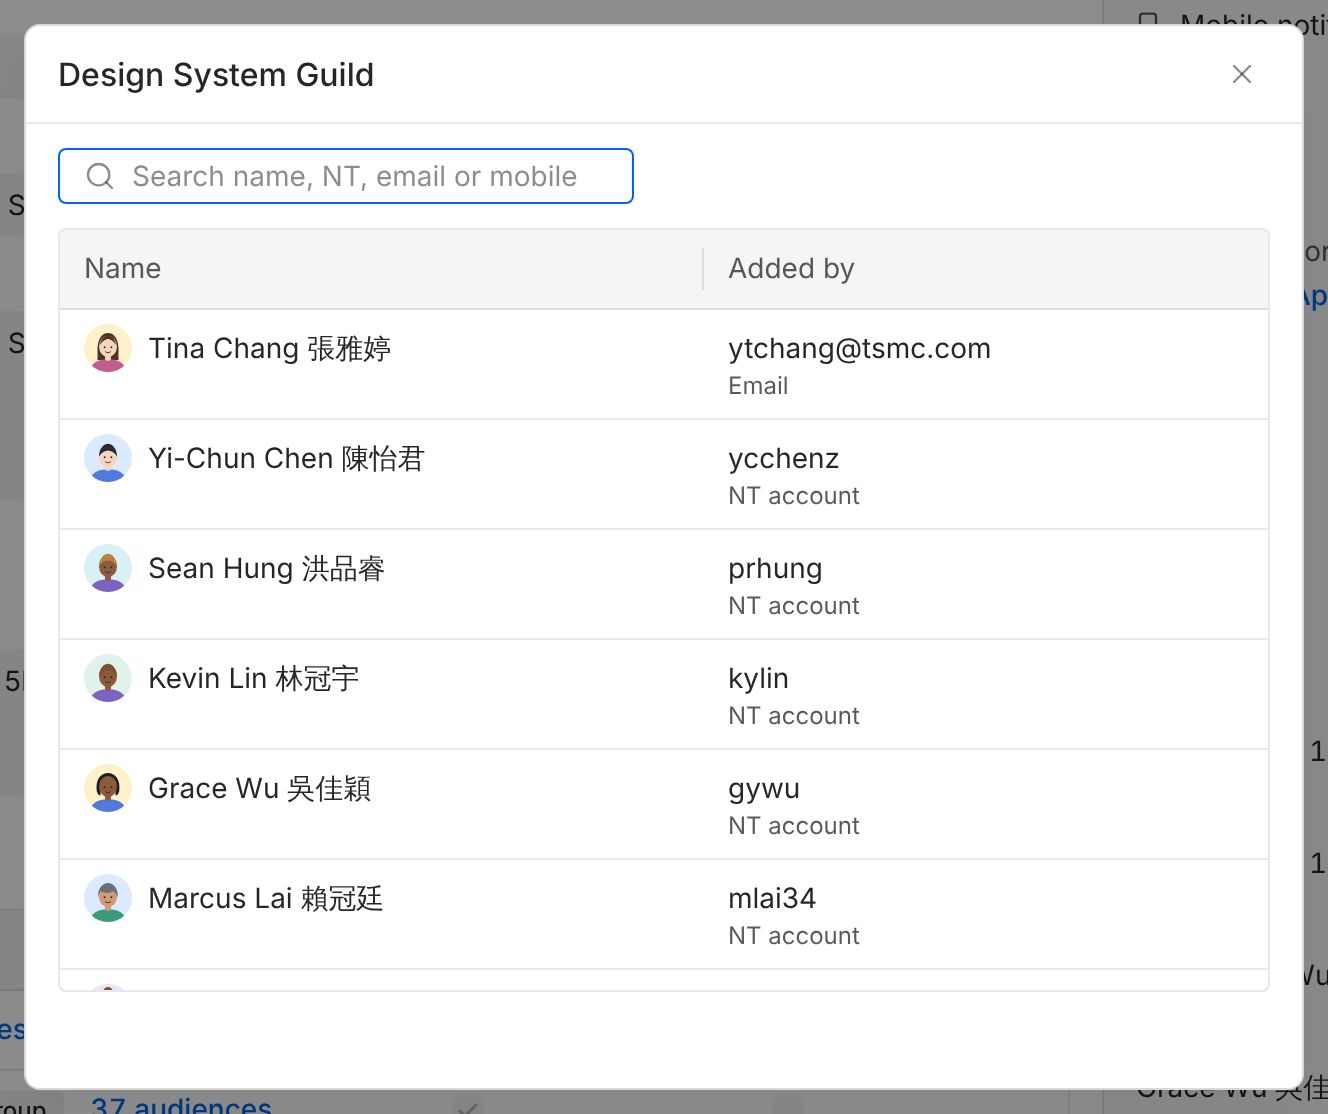 Design System Guild
Search name, NT, email or mobile
Name
Added by
Tina Chang 張雅婷
ytchang@tsmc.com
Email
Yi-Chun Chen 陳怡君
ycchenz
NT account
Sean Hung 洪品睿
prhung
NT account
Kevin Lin 林冠宇
kylin
NT account
Grace Wu 吳佳穎
gywu
NT account
Marcus Lai 賴冠廷
mlai34
NT account
37 audiences